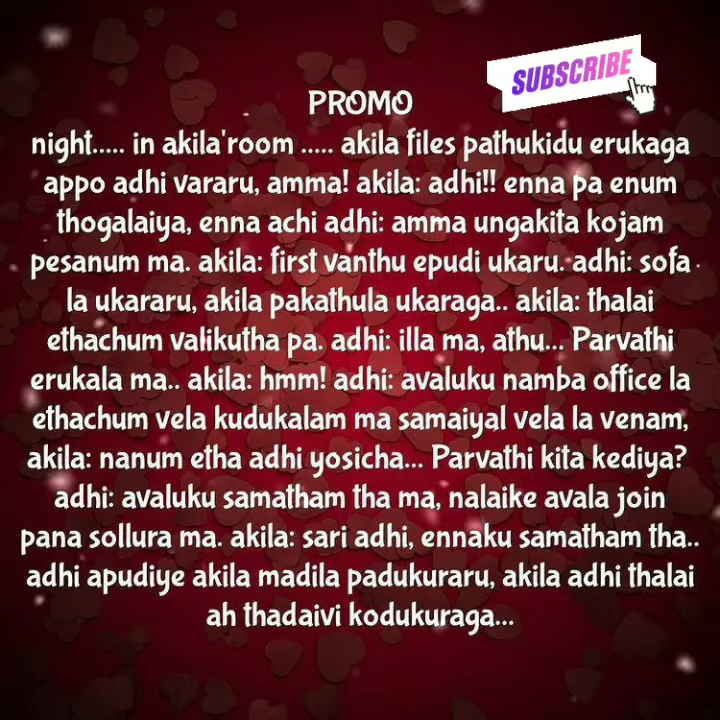 SUBSCRIBE
PROMO
night..... in akila'room ..... akila files pathukidu erukaga
appo adhi vararu, amma! akila: adhi!! enna pa enum
thogalaiya, enna achi adhi: amma ungakita kojam
pesanum ma. akila: first vanthu epudi ukaru. adhi: sofa
la ukararu, akila pakathula ukaraga.. akila: thalai
ethachum valikutha pa. adhi: illa ma, athu... Parvathi
erukala ma.. akila: hmm! adhi: avaluku namba office la
ethachum vela kudukalam ma samaiyal vela la venam,
akila: nanum etha adhi yosicha... Parvathi kita kediya?
adhi: avaluku samatham tha ma, nalaike avala join
pana sollura ma. akila: sari adhi, ennaku samatham tha..
adhi apudiye akila madila padukuraru, akila adhi thalai
ah thadaivi kodukuraga...